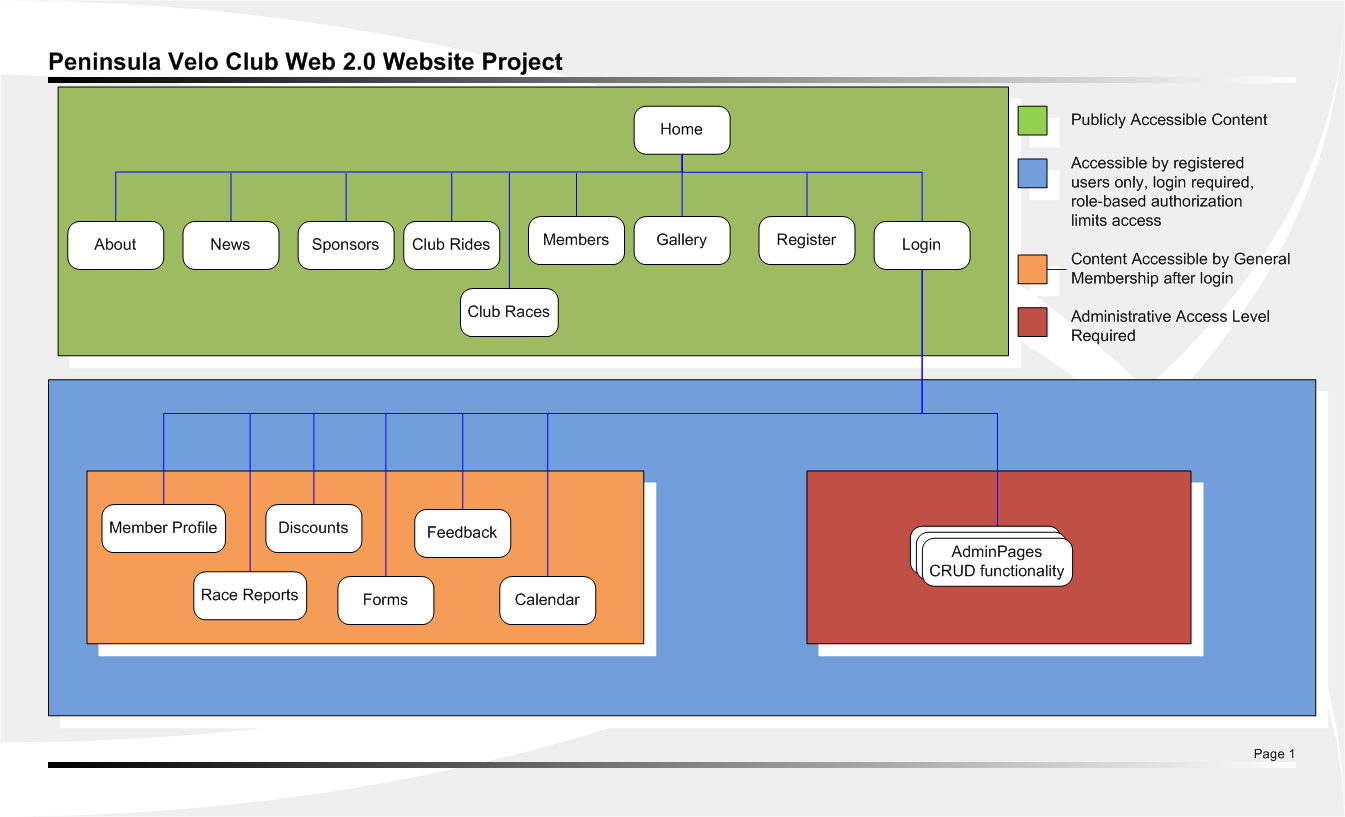 Peninsula Velo Club Web 2.0 Website Project
Home
About
News
Sponsors
Club Rides
Members
Gallery
Register
Login
Club Races
Publicly Accessible Content
Accessible by registered
users only, login required,
role-based authorization
limits access
Content Accessible by General
Membership after login
Administrative Access Level
Required
Member Profile
Discounts
Feedback
Race Reports
Forms
Calendar
AdminPages
CRUD functionality
Page 1